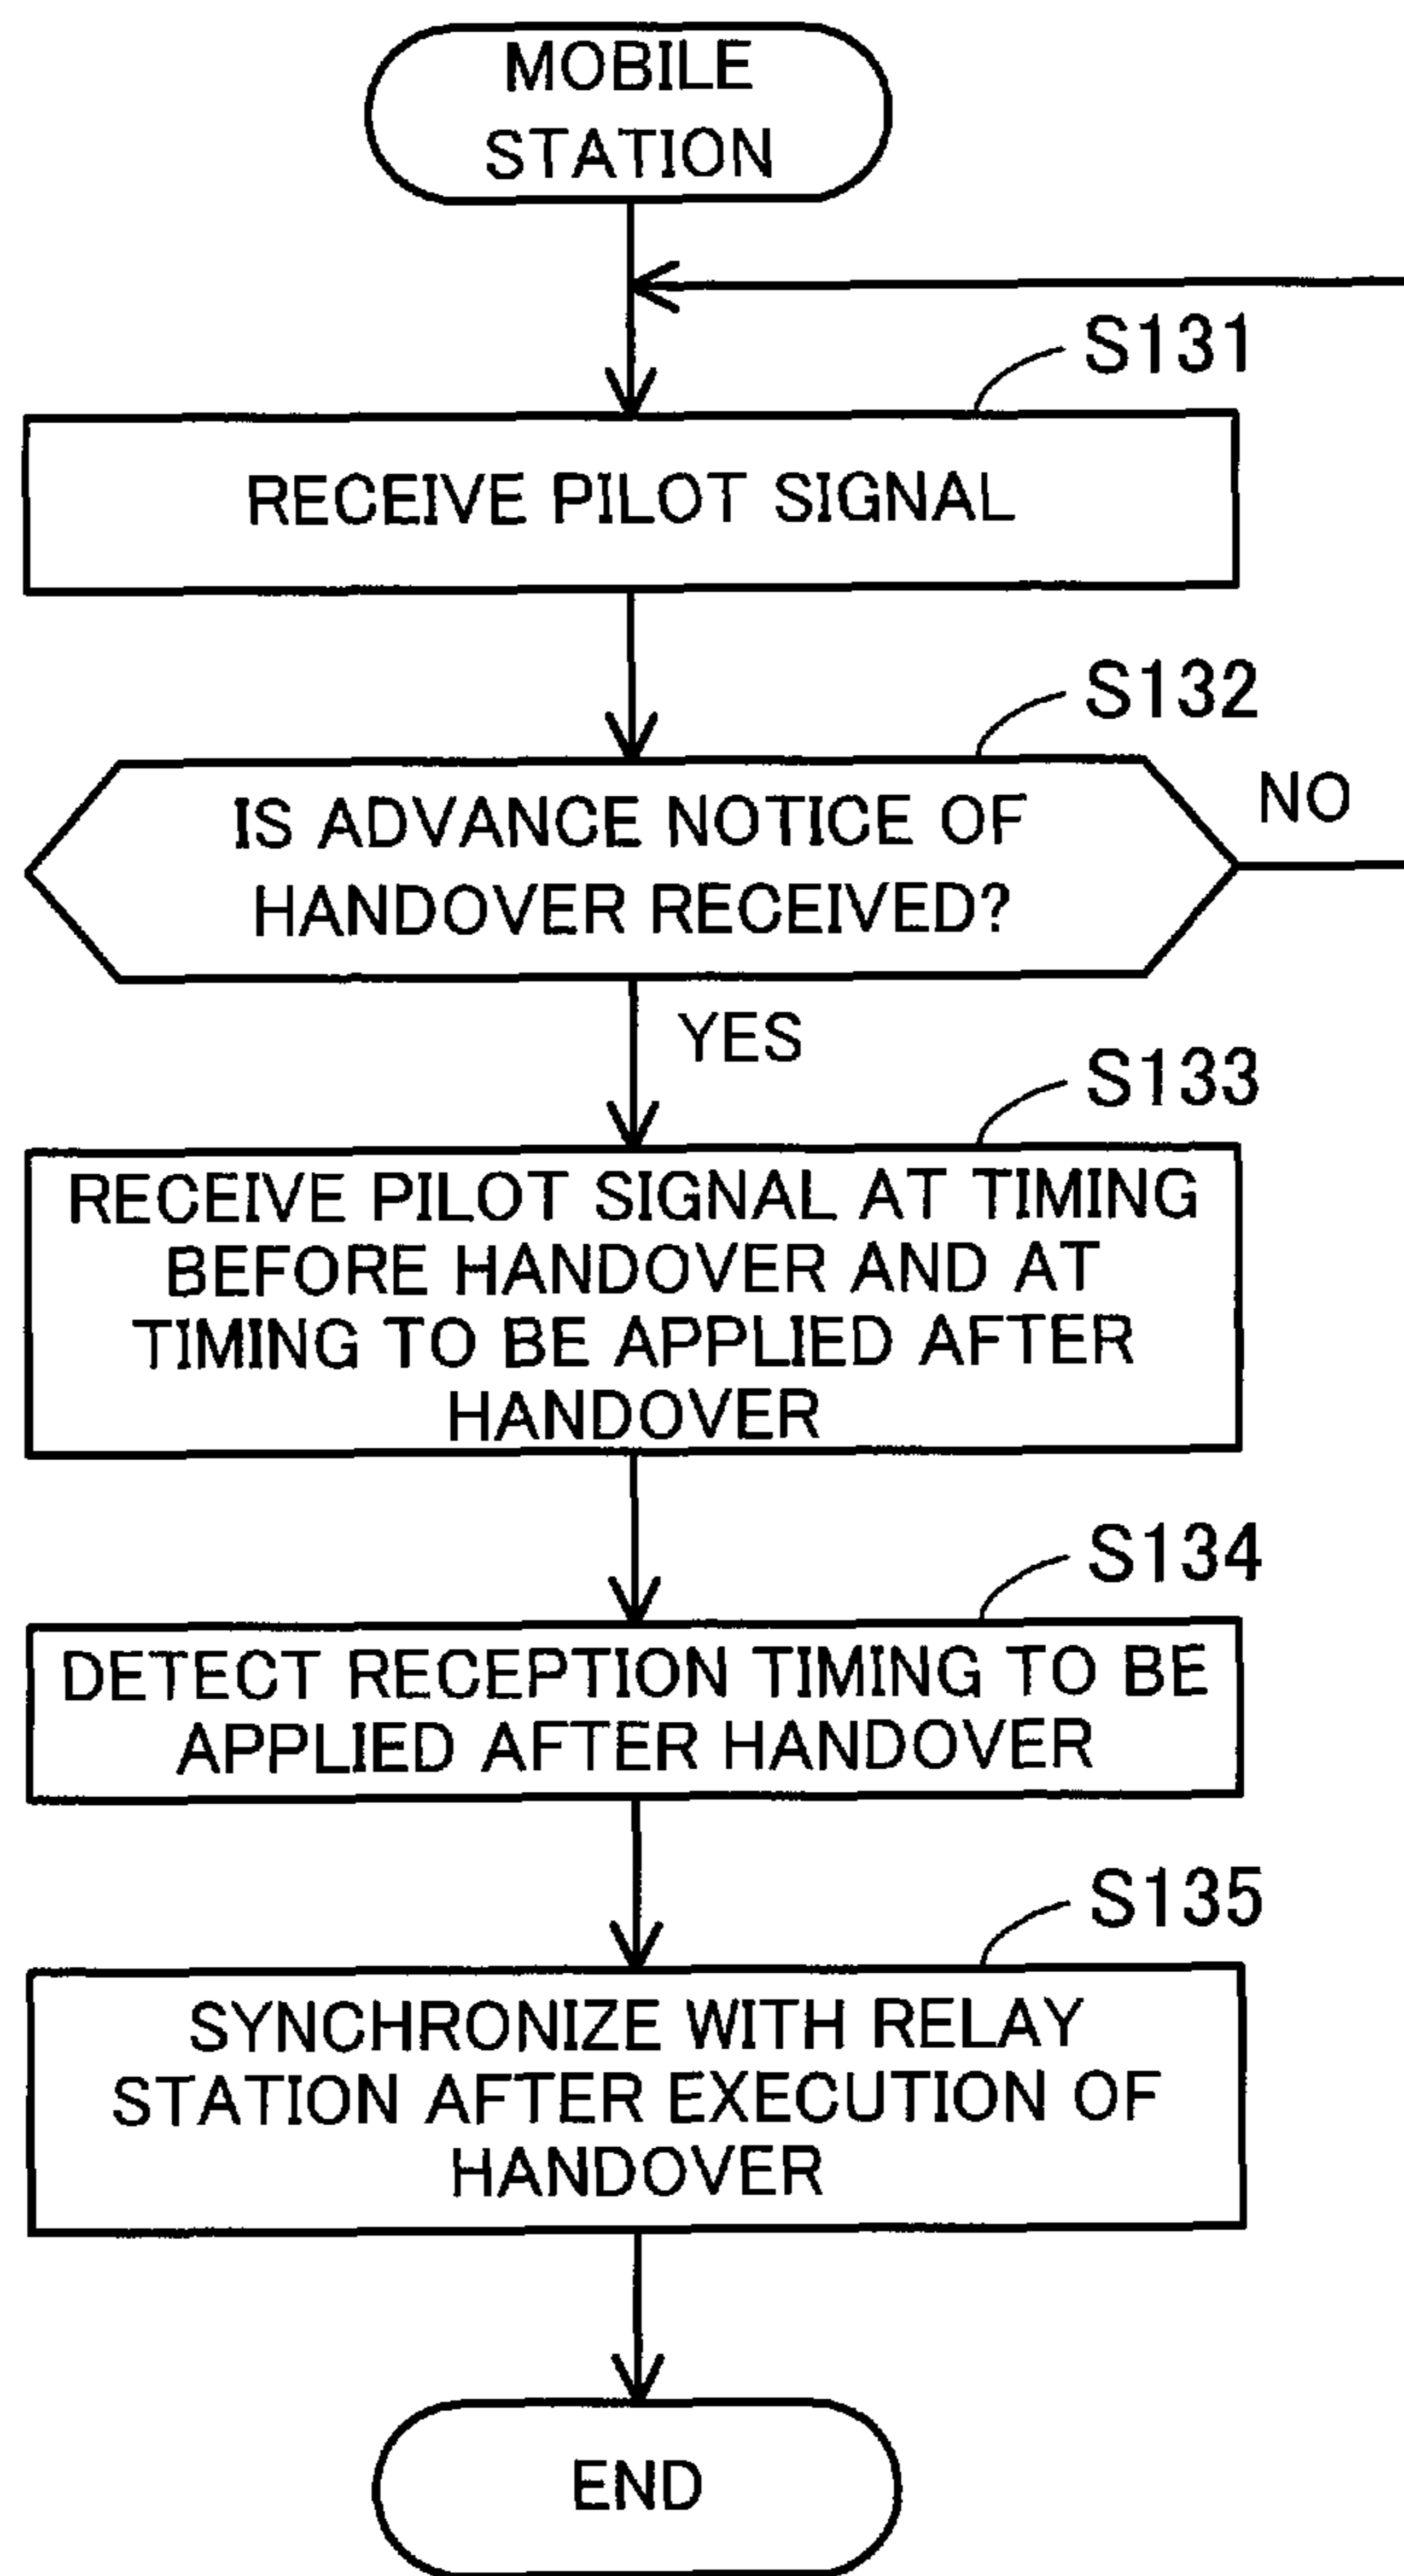 MOBILE
STATION
S131
RECEIVE PILOT SIGNAL
S132
IS ADVANCE NOTICE OF
HANDOVER RECEIVED?
NO
YES
S133
RECEIVE PILOT SIGNAL AT TIMING
BEFORE HANDOVER AND AT
TIMING TO BE APPLIED AFTER
HANDOVER
S134
DETECT RECEPTION TIMING TO BE
APPLIED AFTER HANDOVER
S135
SYNCHRONIZE WITH RELAY
STATION AFTER EXECUTION OF
HANDOVER
END